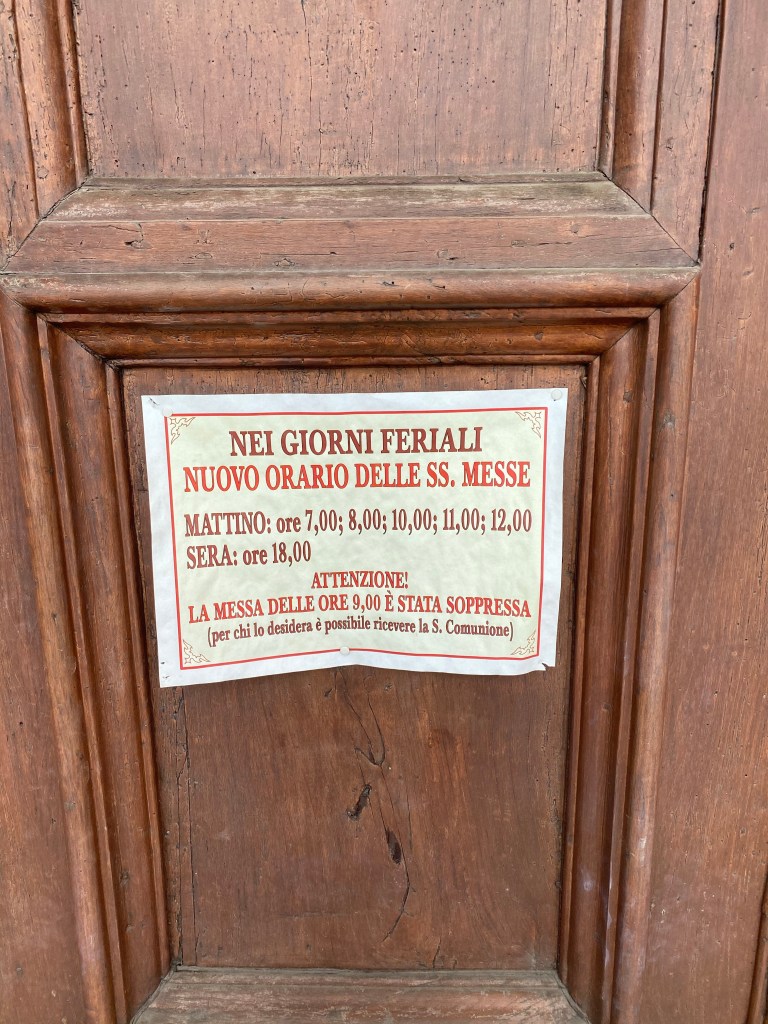 NEI GIORNI FERIALI
NUOVO ORARIO DELLE SS. MESSE
MATTINO: ore 7,00; 8,00; 10,00; 11,00; 12,00
SERA: ore 18,00
ATTENZIONE!
LA MESSA DELLE ORE 9,00 È STATA SOPPRESSA
(per chi lo desidera è possibile ricevere la S. Comunione)